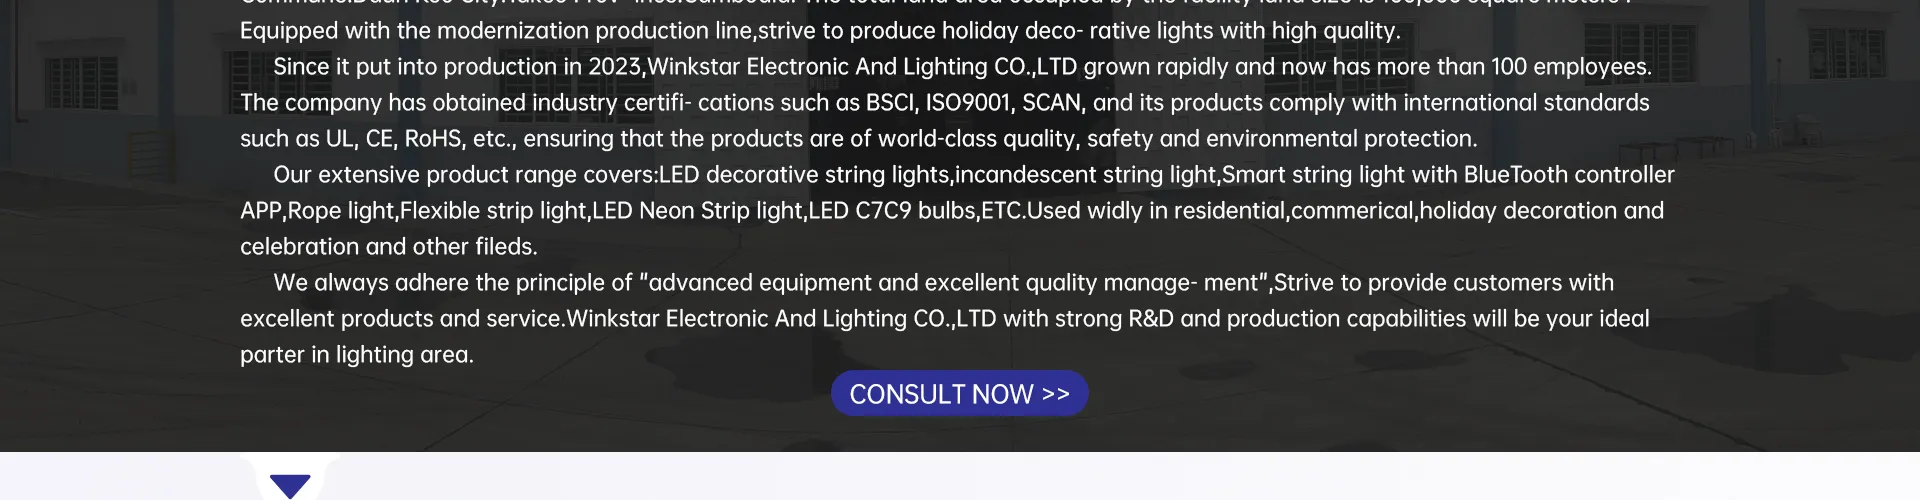 Equipped with the modernization production line,strive to produce holiday deco- rative lights with high quality.
Since it put into production in 2023,Winkstar Electronic And Lighting CO.,LTD grown rapidly and now has more than 100 employees.
The company has obtained industry certifi- cations such as BSCI, ISO9001, SCAN, and its products comply with international standards
such as UL, CE, RoHS, etc., ensuring that the products are of world-class quality, safety and environmental protection.
Our extensive product range covers:LED decorative string lights,incandescent string light,Smart string light with BlueTooth controller
APP,Rope light,Flexible strip light,LED Neon Strip light,LED C7C9 bulbs,ETC.Used widly in residential,commerical,holiday decoration and
celebration and other fileds.
We always adhere the principle of "advanced equipment and excellent quality manage- ment",Strive to provide customers with
excellent products and service.Winkstar Electronic And Lighting CO.,LTD with strong R&D and production capabilities will be your ideal
parter in lighting area.
CONSULT NOW >>